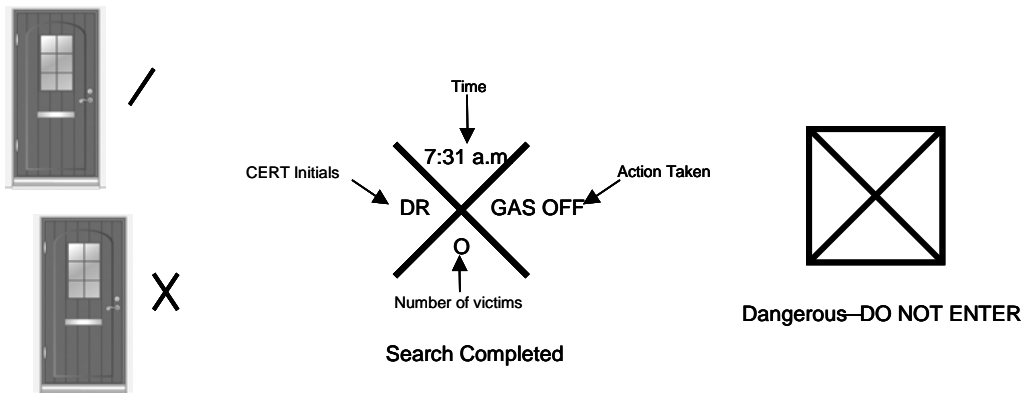 Time
7:31 a.m
CERT Initials
Action Taken
DR
GAS OFF
O
Number of victims
Search Completed
Dangerous—DO NOT ENTER